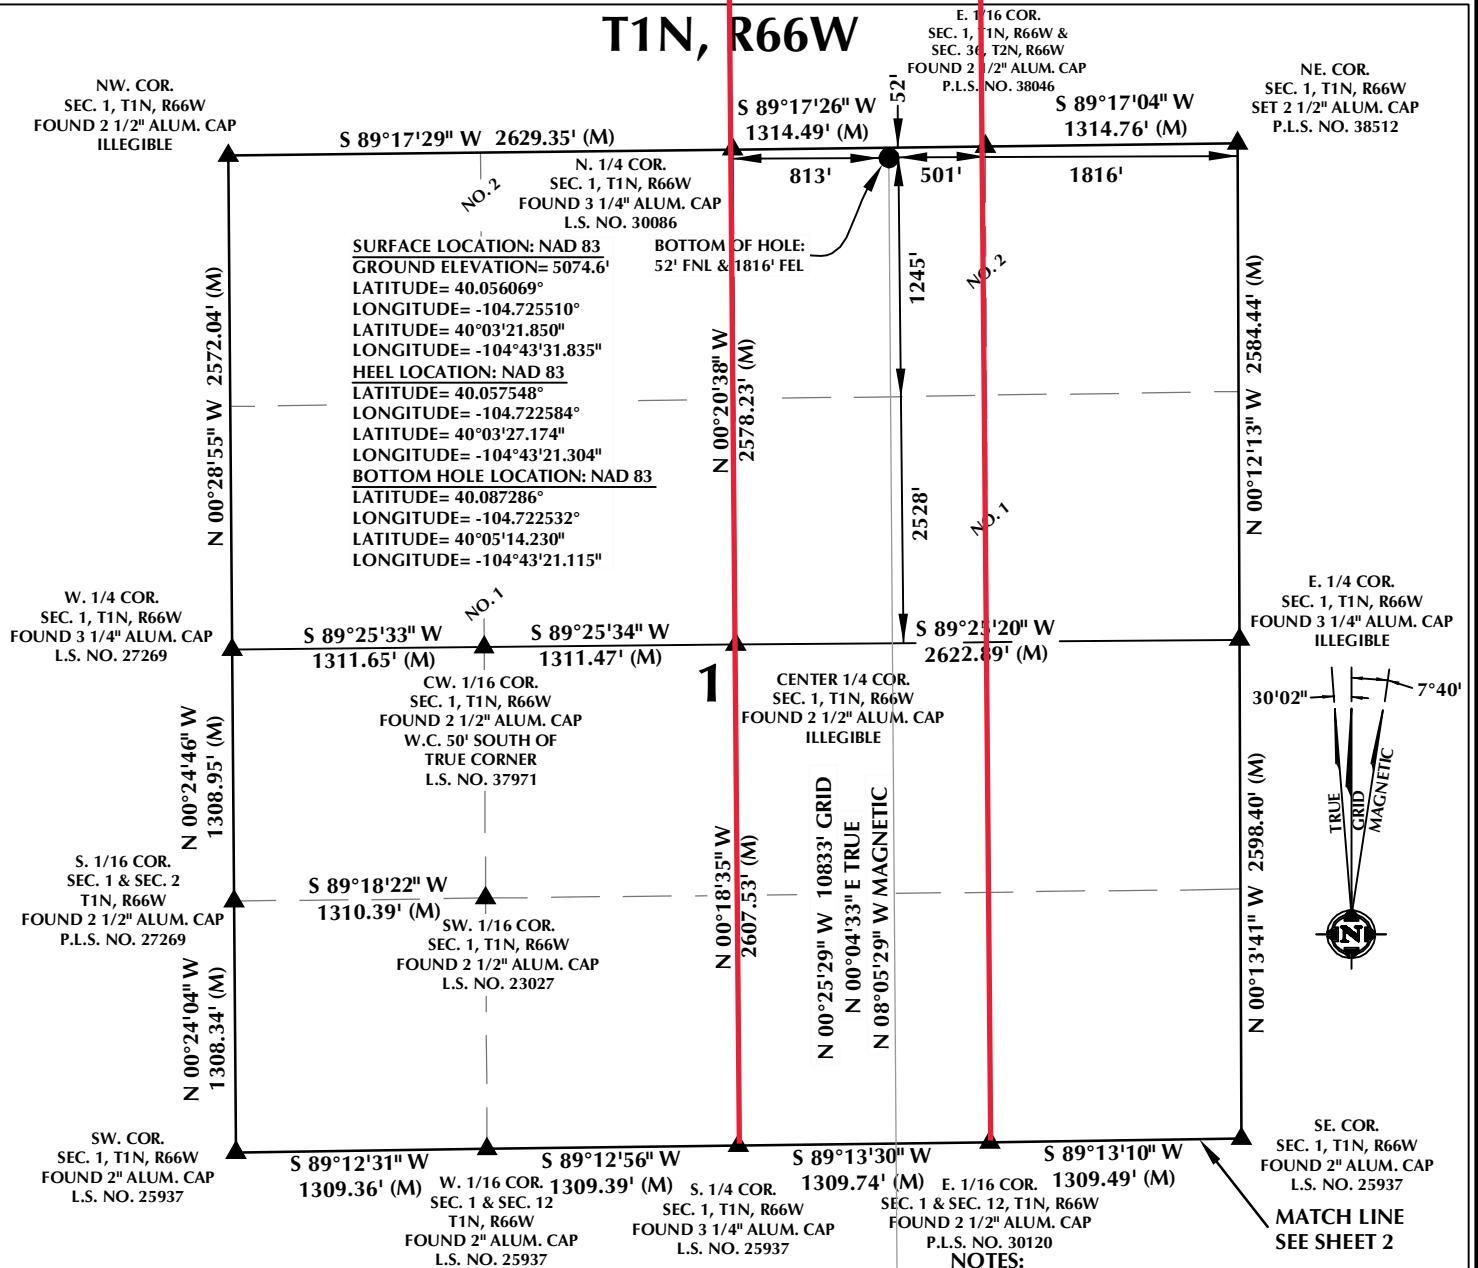 T1N, R66W
NW. COR.
SEC. 1, T1N, R66W
FOUND 2 1/2" ALUM. CAP
ILLEGIBLE
S 89°17'29" W 2629.35' (M)
N. 1/4 COR.
SEC. 1, T1N, R66W
FOUND 3 1/4" ALUM. CAP
L.S. NO. 30086
S 89°17'26" W
1314.49' (M)
52'
E. 1/16 COR.
SEC. 1, T1N, R66W &
SEC. 36, T2N, R66W
FOUND 2 1/2" ALUM. CAP
P.L.S. NO. 38046
S 89°17'04" W
1314.76' (M)
NE. COR.
SEC. 1, T1N, R66W
SET 2 1/2" ALUM. CAP
P.L.S. NO. 38512
813'
501'
1816'
NO. 2
BOTTOM OF HOLE:
52' FNL & 1816' FEL
SURFACE LOCATION: NAD 83
GROUND ELEVATION= 5074.6'
LATITUDE= 40.056069°
LONGITUDE= -104.725510°
LATITUDE= 40°03'21.850"
LONGITUDE= -104°43'31.835"
HEEL LOCATION: NAD 83
LATITUDE= 40.057548°
LONGITUDE= -104.722584°
LATITUDE= 40°03'27.174"
LONGITUDE= -104°43'21.304"
BOTTOM HOLE LOCATION: NAD 83
LATITUDE= 40.087286°
LONGITUDE= -104.722532°
LATITUDE= 40°05'14.230"
LONGITUDE= -104°43'21.115"
N 00°28'55" W 2572.04' (M)
N 00°20'38" W
2578.23' (M)
1245'
2528'
NO. 2
NO. 1
N 00°12'13" W 2584.44' (M)
W. 1/4 COR.
SEC. 1, T1N, R66W
FOUND 3 1/4" ALUM. CAP
L.S. NO. 27269
NO. 1
S 89°25'33" W
1311.65' (M)
S 89°25'34" W
1311.47' (M)
S 89°25'20" W
2622.89' (M)
E. 1/4 COR.
SEC. 1, T1N, R66W
FOUND 3 1/4" ALUM. CAP
ILLEGIBLE
CW. 1/16 COR.
SEC. 1, T1N, R66W
FOUND 2 1/2" ALUM. CAP
W.C. 50' SOUTH OF
TRUE CORNER
L.S. NO. 37971
1
CENTER 1/4 COR.
SEC. 1, T1N, R66W
FOUND 2 1/2" ALUM. CAP
ILLEGIBLE
30'02"
7°40'
TRUE
GRID
MAGNETIC
N
N 00°24'46" W
1308.95' (M)
N 00°18'35" W
2607.53' (M)
N 00°25'29" W 10833' GRID
N 00°04'33" E TRUE
N 08°05'29" W MAGNETIC
N 00°13'41" W 2598.40' (M)
S. 1/16 COR.
SEC. 1 & SEC. 2
T1N, R66W
FOUND 2 1/2" ALUM. CAP
P.L.S. NO. 27269
S 89°18'22" W
1310.39' (M)
SW. 1/16 COR.
SEC. 1, T1N, R66W
FOUND 2 1/2" ALUM. CAP
L.S. NO. 23027
N 00°24'04" W
1308.34' (M)
SW. COR.
SEC. 1, T1N, R66W
FOUND 2" ALUM. CAP
L.S. NO. 25937
S 89°12'31" W
1309.36' (M)
W. 1/16 COR.
SEC. 1 & SEC. 12
T1N, R66W
FOUND 2" ALUM. CAP
L.S. NO. 25937
S 89°12'56" W
1309.39' (M)
S. 1/4 COR.
SEC. 1, T1N, R66W
FOUND 3 1/4" ALUM. CAP
L.S. NO. 25937
S 89°13'30" W
1309.74' (M)
E. 1/16 COR.
SEC. 1 & SEC. 12, T1N, R66W
FOUND 2 1/2" ALUM. CAP
P.L.S. NO. 30120
S 89°13'10" W
1309.49' (M)
SE. COR.
SEC. 1, T1N, R66W
FOUND 2" ALUM. CAP
L.S. NO. 25937
MATCH LINE
SEE SHEET 2
NOTES: